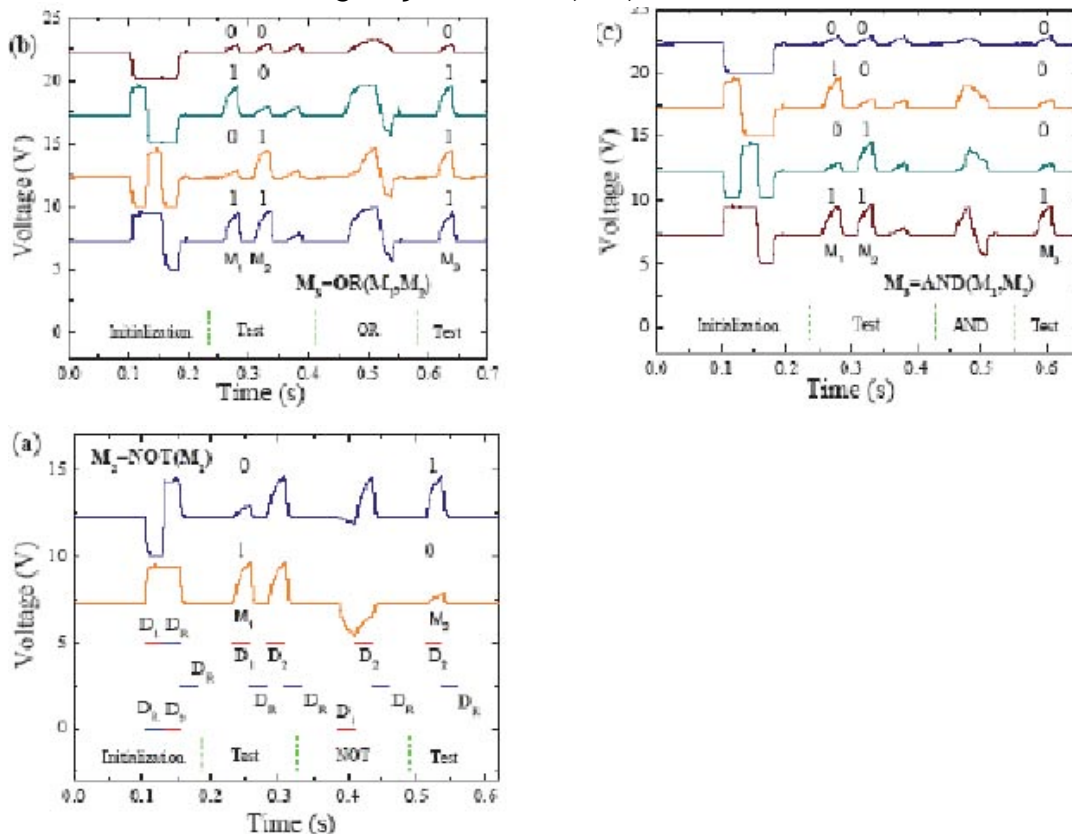 (b)
25
20
15
10
5
0
Voltage (V)
0 0 0
1 0 1
0 1 1
1 1 1
M1 M2 M3
M3=OR(M1,M2)
Initialization Test OR Test
0.0 0.1 0.2 0.3 0.4 0.5 0.6 0.7
Time (s)
(c)
25
20
15
10
5
0
Voltage (V)
0 0 0
1 0 0
0 1 0
1 1 1
M1 M2 M3
M3=AND(M1,M2)
Initialization Test AND Test
0.0 0.1 0.2 0.3 0.4 0.5 0.6
Time (s)
(a)
M2=NOT(M1)
15
10
5
0
Voltage (V)
0 1
1 0
M1
D1 DR D1 D2 D2 D2
DR
DR DR DR DR
DR D1
Initialization Test NOT Test
0.0 0.1 0.2 0.3 0.4 0.5 0.6
Time (s)